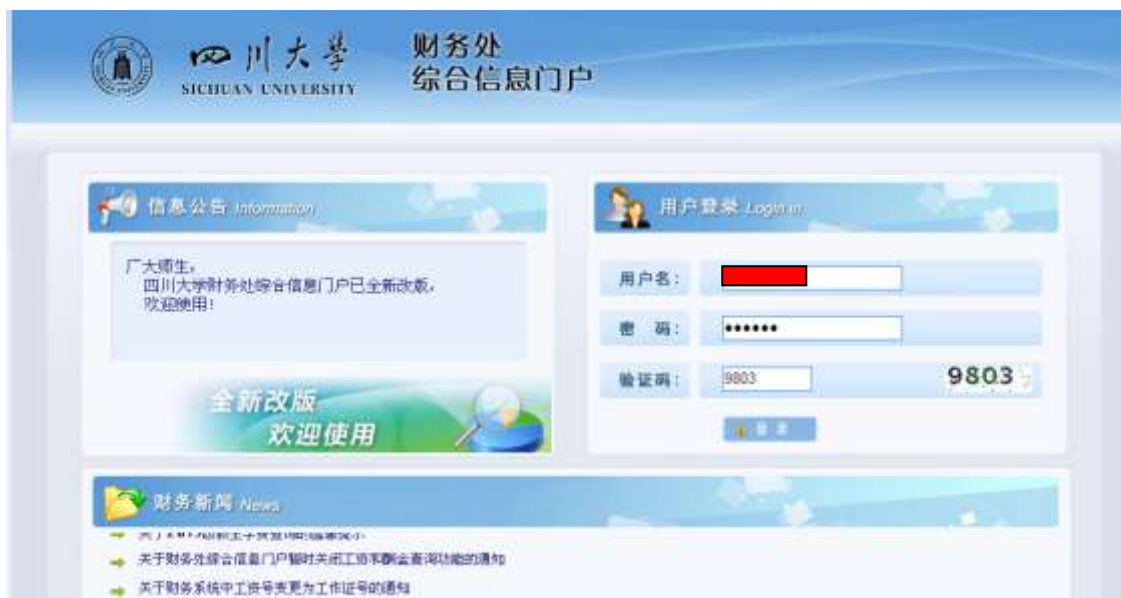 四川大学
SICHUAN UNIVERSITY
财务处
综合信息门户
信息公告 Information
广大师生，
四川大学财务处综合信息门户已全新改版，
欢迎使用！
全新改版
欢迎使用
用户登录 Login in
用户名：
密 码：
••••••
验证码：
9803
9803
登 录
财务新闻 News
关于财务处综合信息门户暂时关闭工资和酬金查询功能的通知
关于财务系统中工资号变更为工作证号的通知